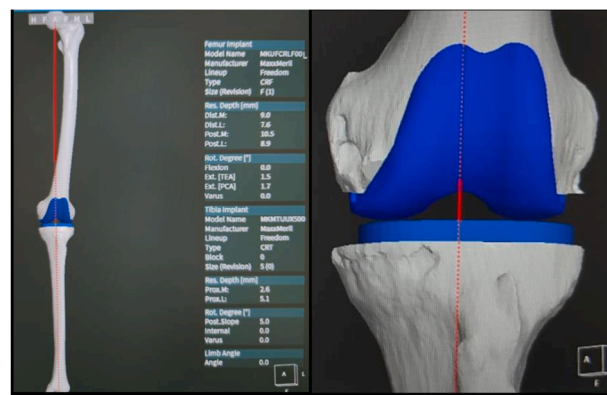 H F A P M L
Femur Implant
Model Name MKUFCRLF001
Manufacturer MaxxMeril
Lineup Freedom
Type CRF
Size (Revision) F (1)
Res. Depth [mm]
Dist.M: 9.0
Dist.L: 7.6
Post.M: 10.5
Post.L: 8.9
Rot. Degree [°]
Flexion 0.0
Ext. [TEA] 1.5
Ext. [PCA] 1.7
Varus 0.0
Tibia Implant
Manufacturer MaxxMeril
Lineup Freedom
Type CRT
Block 0
Size (Revision) 5 (0)
Res. Depth [mm]
Prox.M: 2.6
Prox.L: 5.1
Rot. Degree [°]
Post.Slope 5.0
Internal 0.0
Varus 0.0
Limb Angle
Angle 0.0
A L
A
F